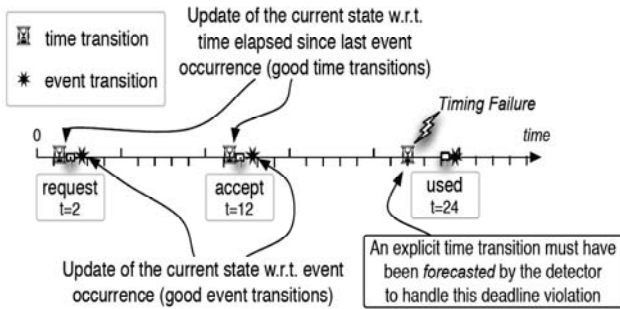 time transition
event transition
Update of the current state w.r.t.
time elapsed since last event
occurrence (good time transitions)
Timing Failure
0
time
request
t=2
accept
t=12
used
t=24
Update of the current state w.r.t. event
occurrence (good event transitions)
An explicit time transition must have
been forecasted by the detector
to handle this deadline violation